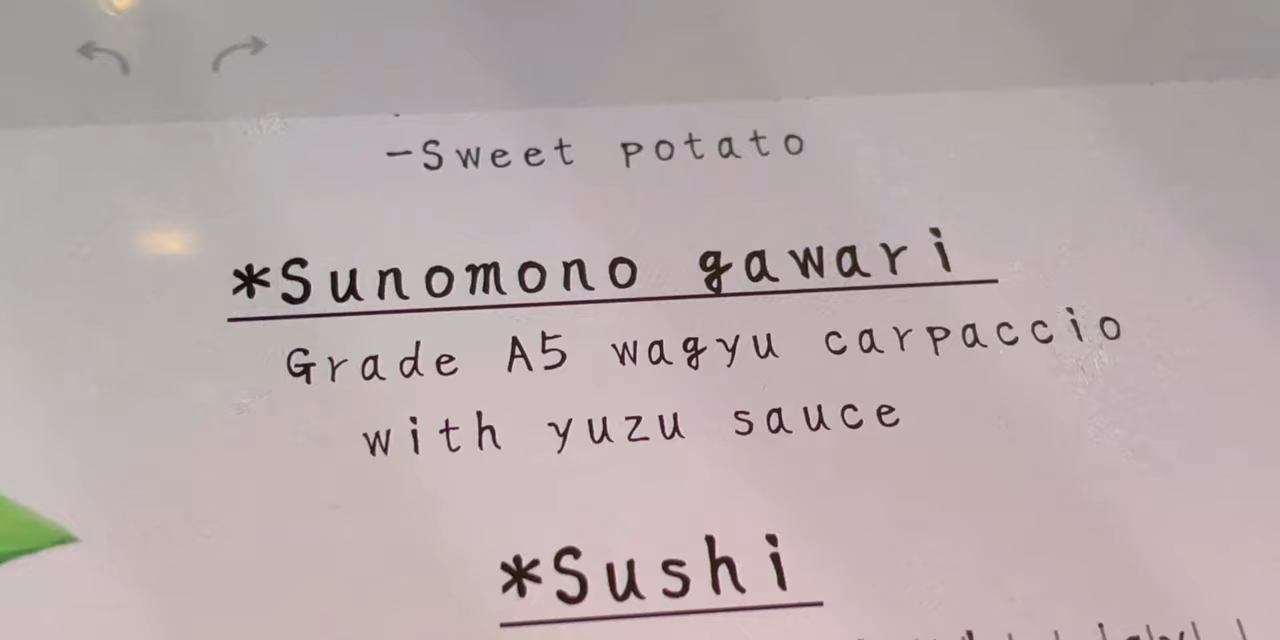 -Sweet potato
*Sunomono gawari
Grade A5 wagyu carpaccio
with yuzu sauce
*Sushi